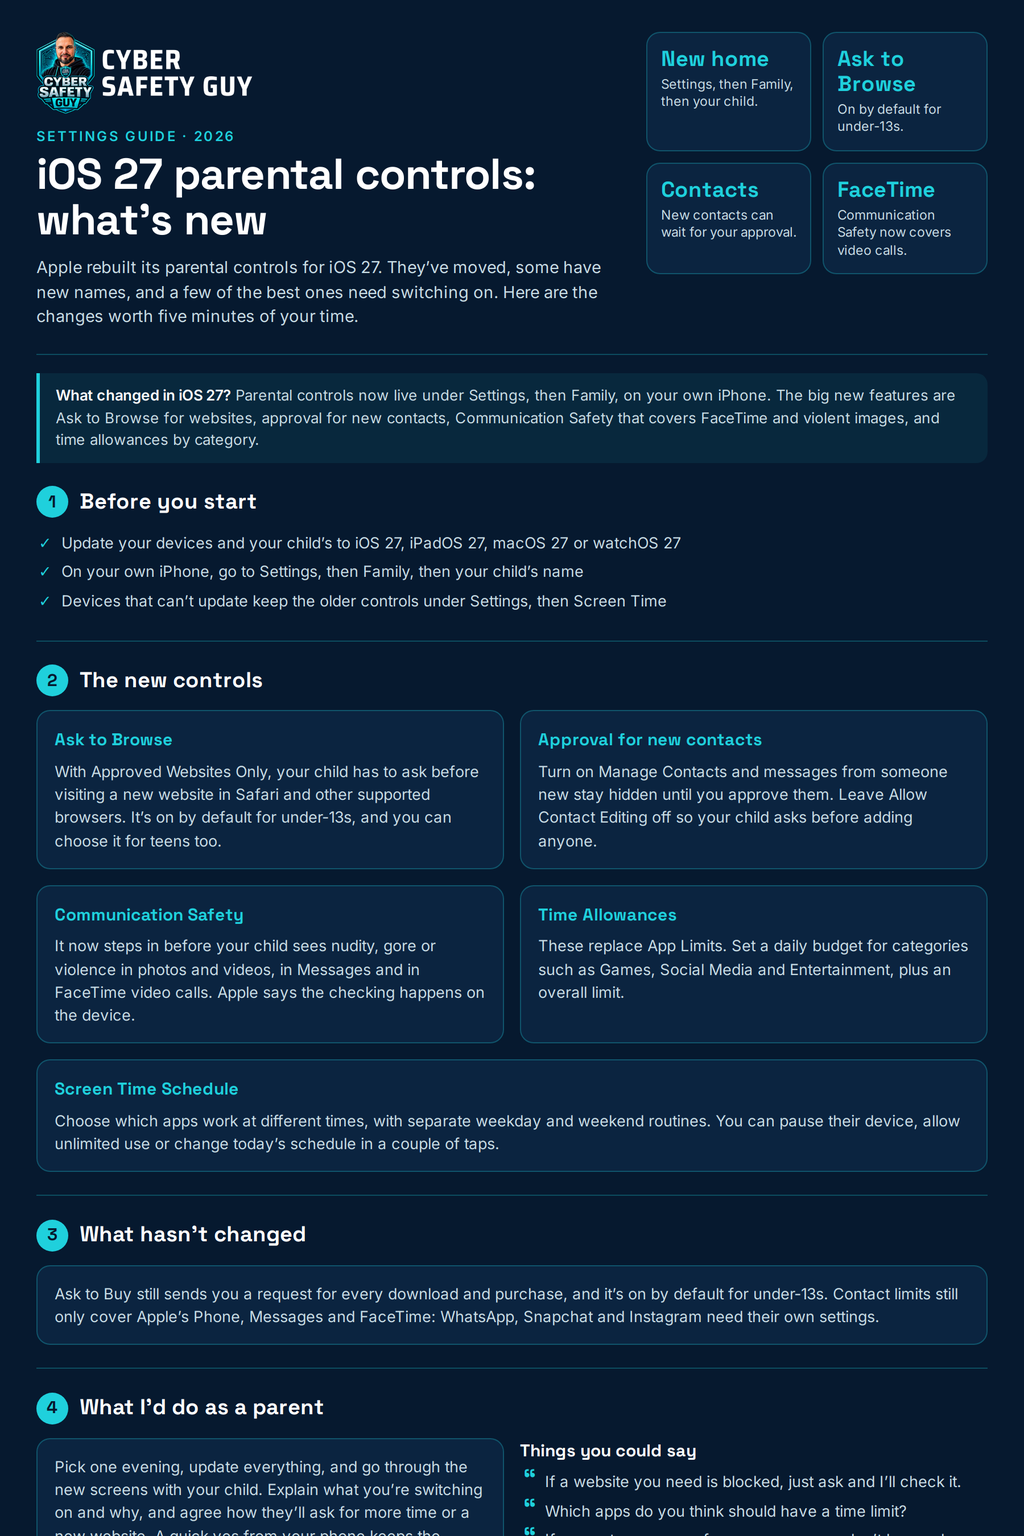 CYBER
SAFETY GUY
CYBER
SAFETY
GUY
SETTINGS GUIDE · 2026
iOS 27 parental controls:
what’s new
Apple rebuilt its parental controls for iOS 27. They’ve moved, some have
new names, and a few of the best ones need switching on. Here are the
changes worth five minutes of your time.
New home
Settings, then Family,
then your child.
Ask to
Browse
On by default for
under-13s.
Contacts
New contacts can
wait for your approval.
FaceTime
Communication
Safety now covers
video calls.
What changed in iOS 27? Parental controls now live under Settings, then Family, on your own iPhone. The big new features are
Ask to Browse for websites, approval for new contacts, Communication Safety that covers FaceTime and violent images, and
time allowances by category.
1 Before you start
✓ Update your devices and your child’s to iOS 27, iPadOS 27, macOS 27 or watchOS 27
✓ On your own iPhone, go to Settings, then Family, then your child’s name
✓ Devices that can’t update keep the older controls under Settings, then Screen Time
2 The new controls
Ask to Browse
With Approved Websites Only, your child has to ask before
visiting a new website in Safari and other supported
browsers. It’s on by default for under-13s, and you can
choose it for teens too.
Approval for new contacts
Turn on Manage Contacts and messages from someone
new stay hidden until you approve them. Leave Allow
Contact Editing off so your child asks before adding
anyone.
Communication Safety
It now steps in before your child sees nudity, gore or
violence in photos and videos, in Messages and in
FaceTime video calls. Apple says the checking happens on
the device.
Time Allowances
These replace App Limits. Set a daily budget for categories
such as Games, Social Media and Entertainment, plus an
overall limit.
Screen Time Schedule
Choose which apps work at different times, with separate weekday and weekend routines. You can pause their device, allow
unlimited use or change today’s schedule in a couple of taps.
3 What hasn’t changed
Ask to Buy still sends you a request for every download and purchase, and it’s on by default for under-13s. Contact limits still
only cover Apple’s Phone, Messages and FaceTime: WhatsApp, Snapchat and Instagram need their own settings.
4 What I’d do as a parent
Pick one evening, update everything, and go through the
new screens with your child. Explain what you’re switching
on and why, and agree how they’ll ask for more time or a
new website. A quick yes from your phone keeps the
Things you could say
“ If a website you need is blocked, just ask and I’ll check it.
“ Which apps do you think should have a time limit?